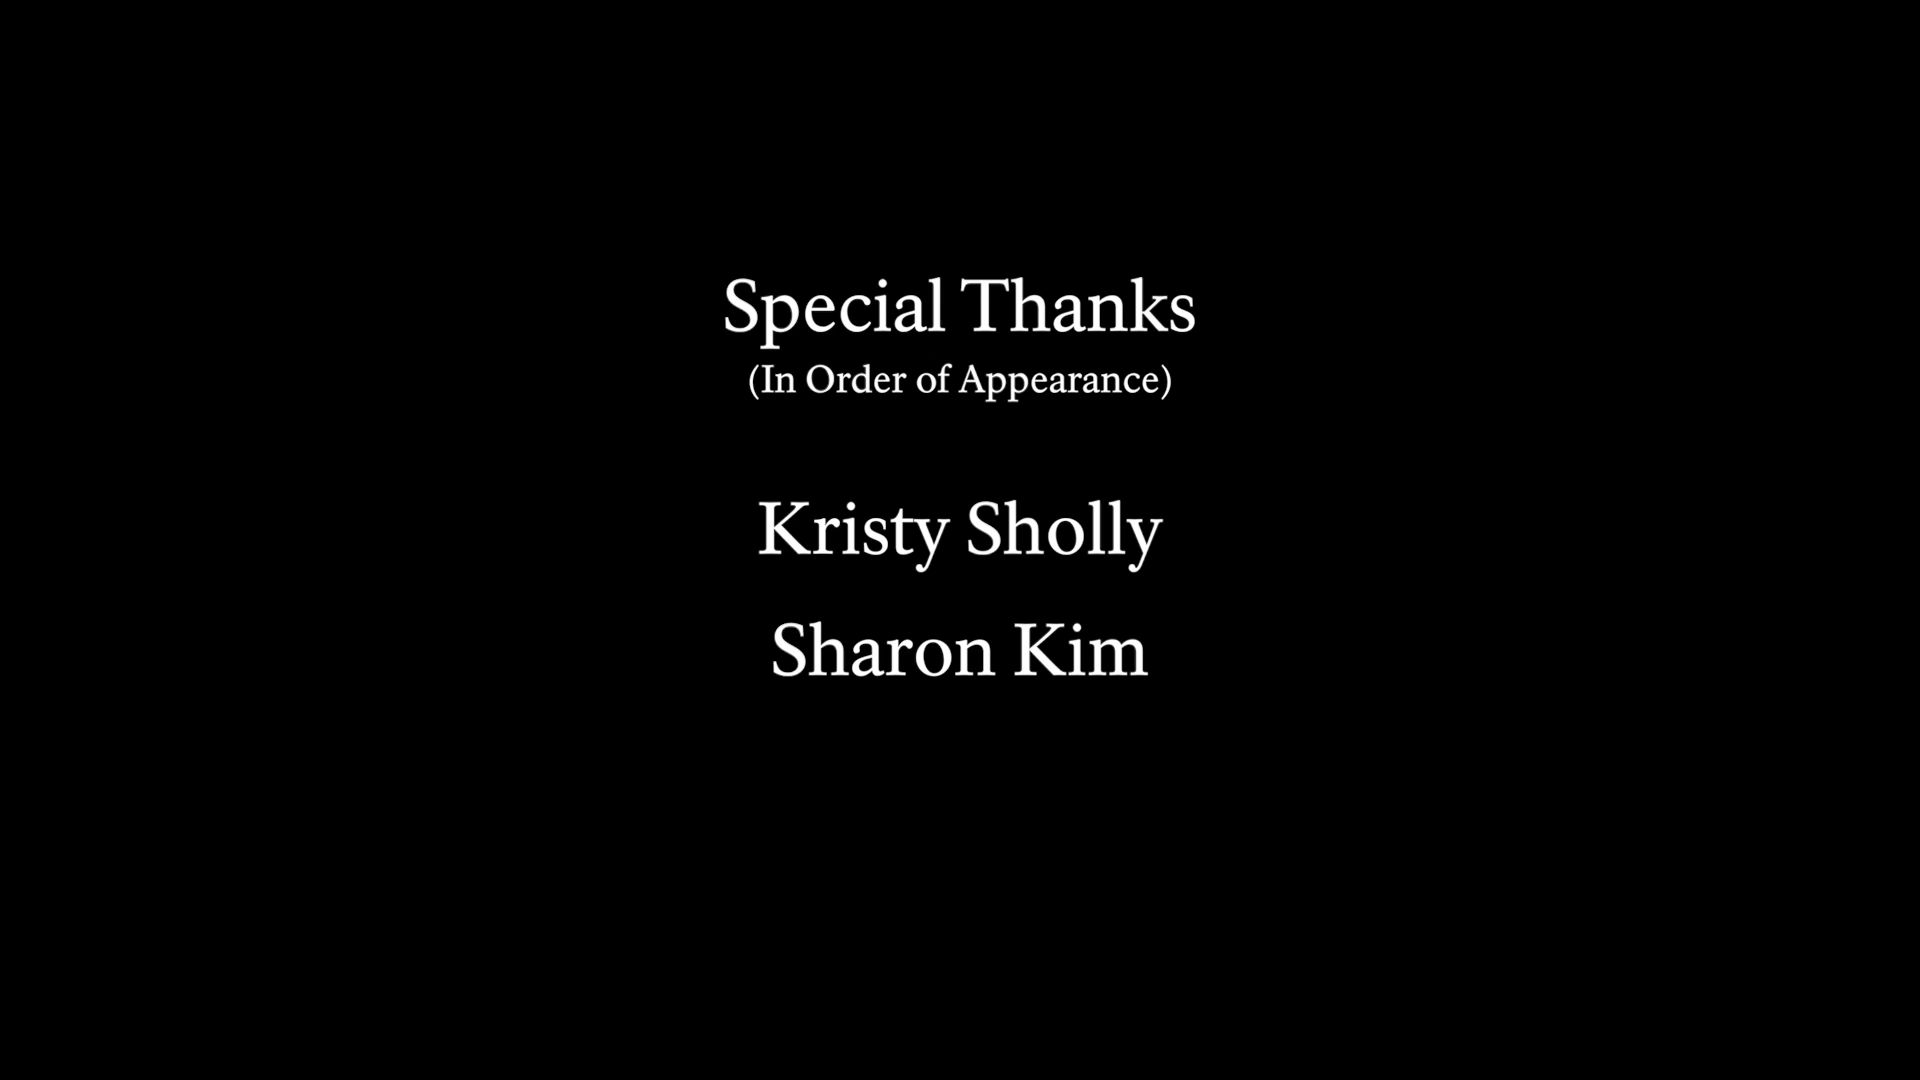 Special Thanks
(In Order of Appearance)
Kristy Sholly
Sharon Kim